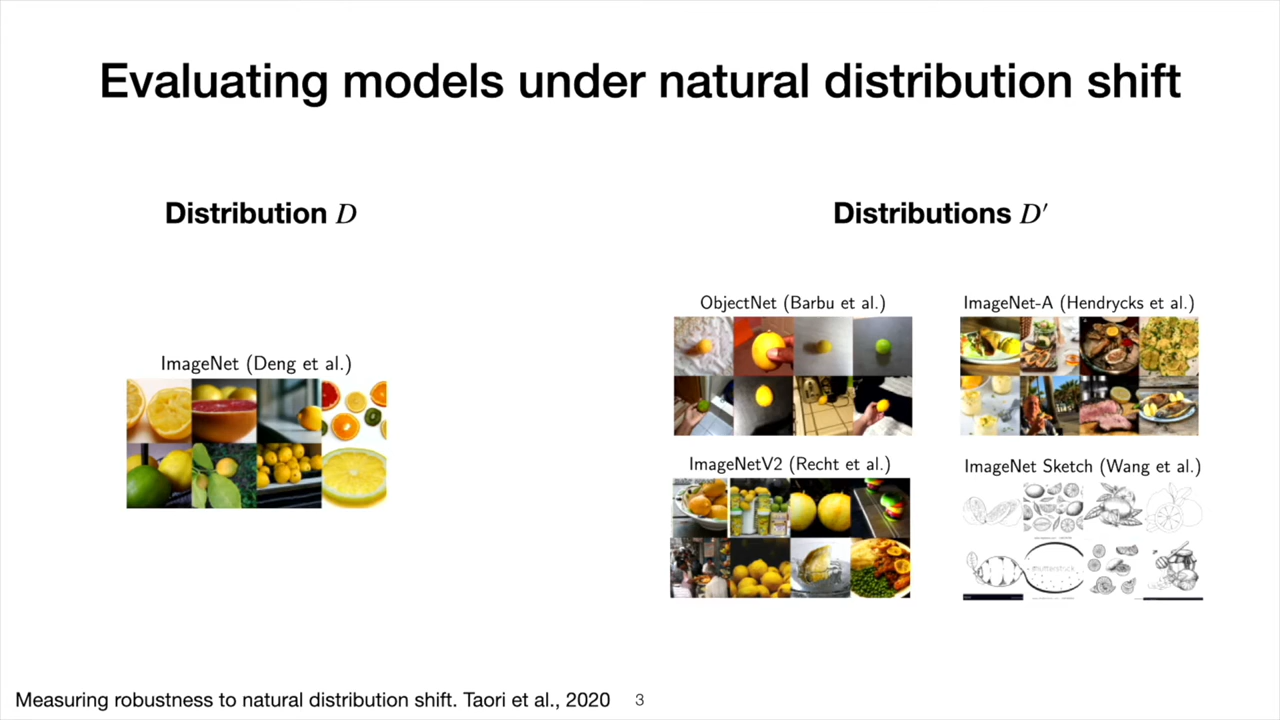 Evaluating models under natural distribution shift
Distribution D
Distributions D′
ImageNet (Deng et al.)
ObjectNet (Barbu et al.)
ImageNet-A (Hendrycks et al.)
ImageNetV2 (Recht et al.)
ImageNet Sketch (Wang et al.)
shutterstock
Measuring robustness to natural distribution shift. Taori et al., 2020
3